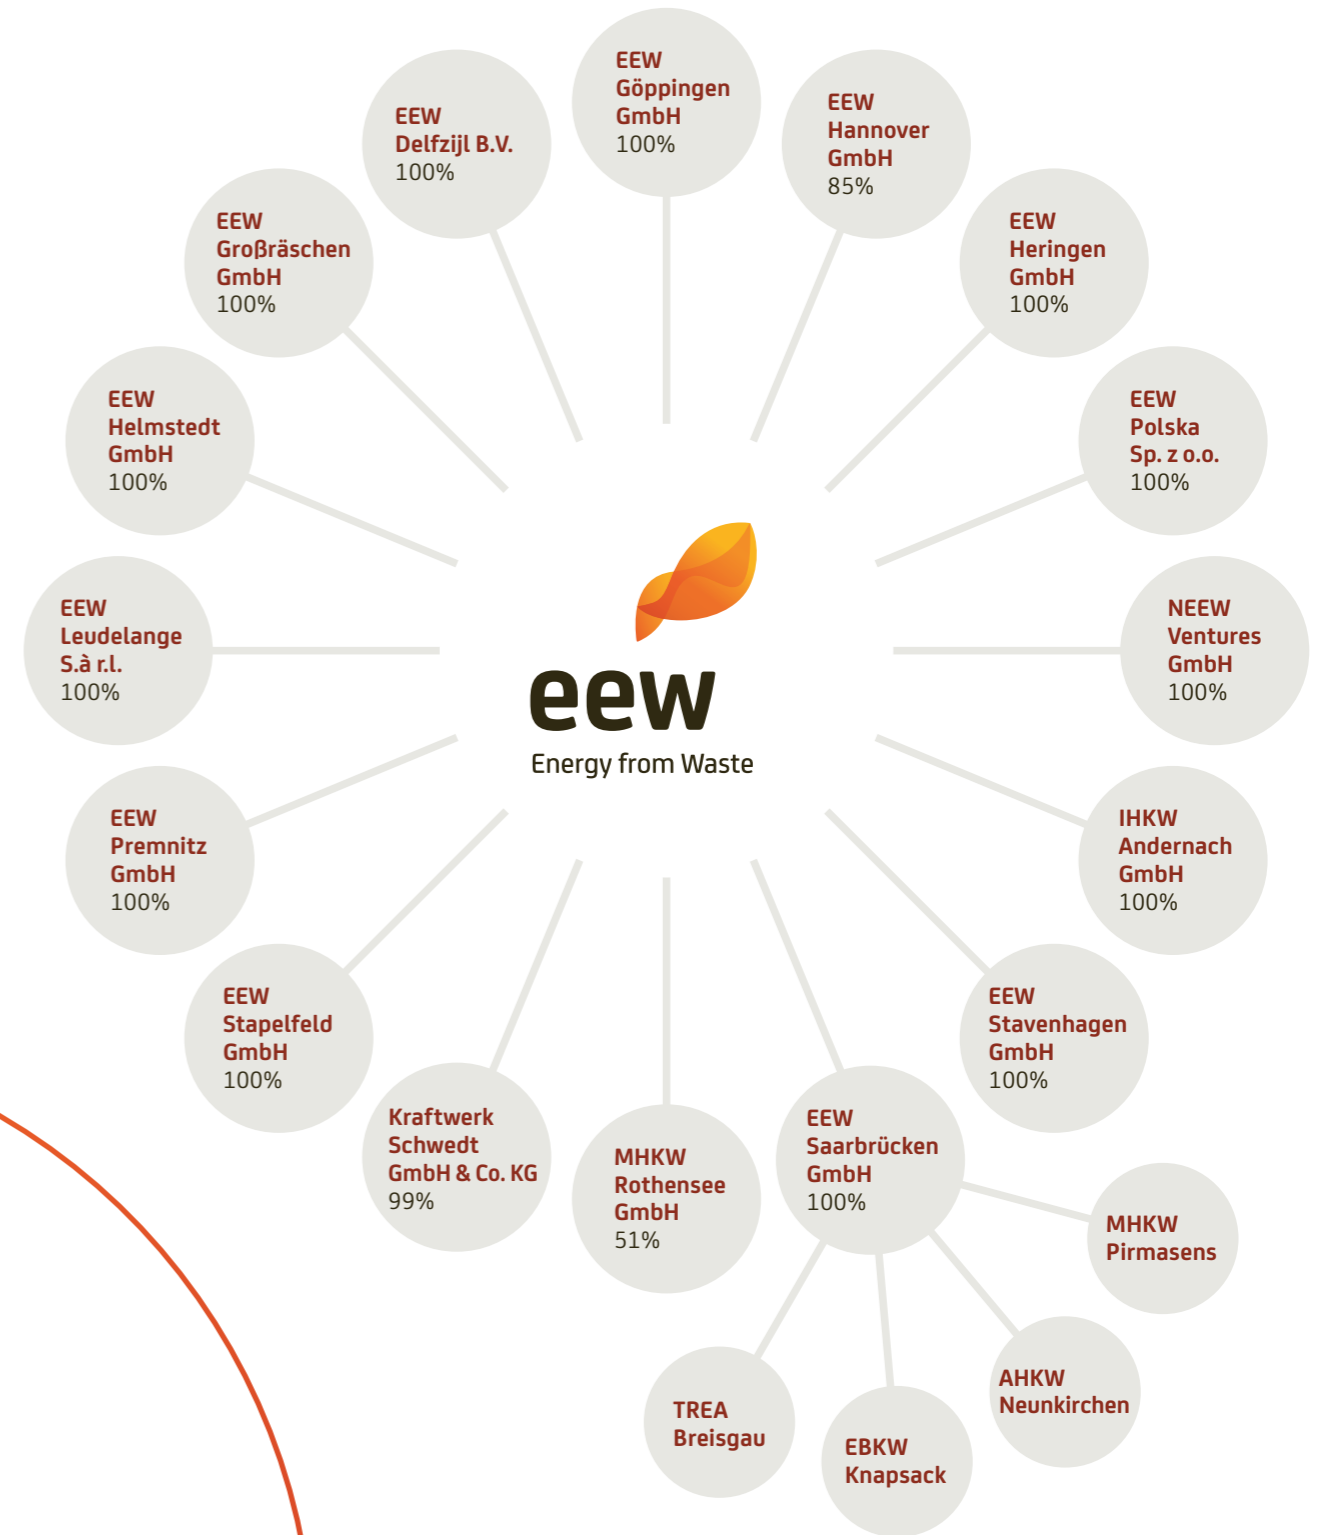 EEW
Göppingen
GmbH
100%
EEW
Hannover
GmbH
85%
EEW
Heringen
GmbH
100%
EEW
Polska
Sp. z o.o.
100%
NEEW
Ventures
GmbH
100%
IHKW
Andernach
GmbH
100%
EEW
Stavenhagen
GmbH
100%
EEW
Saarbrücken
GmbH
100%
MHKW
Pirmasens
AHKW
Neunkirchen
EBKW
Knapsack
TREA
Breisgau
MHKW
Rothensee
GmbH
51%
Kraftwerk
Schwedt
GmbH & Co. KG
99%
EEW
Stapelfeld
GmbH
100%
EEW
Premnitz
GmbH
100%
EEW
Leudelange
S.à r.l.
100%
EEW
Helmstedt
GmbH
100%
EEW
Großräschen
GmbH
100%
EEW
Delfzijl B.V.
100%
eew
Energy from Waste